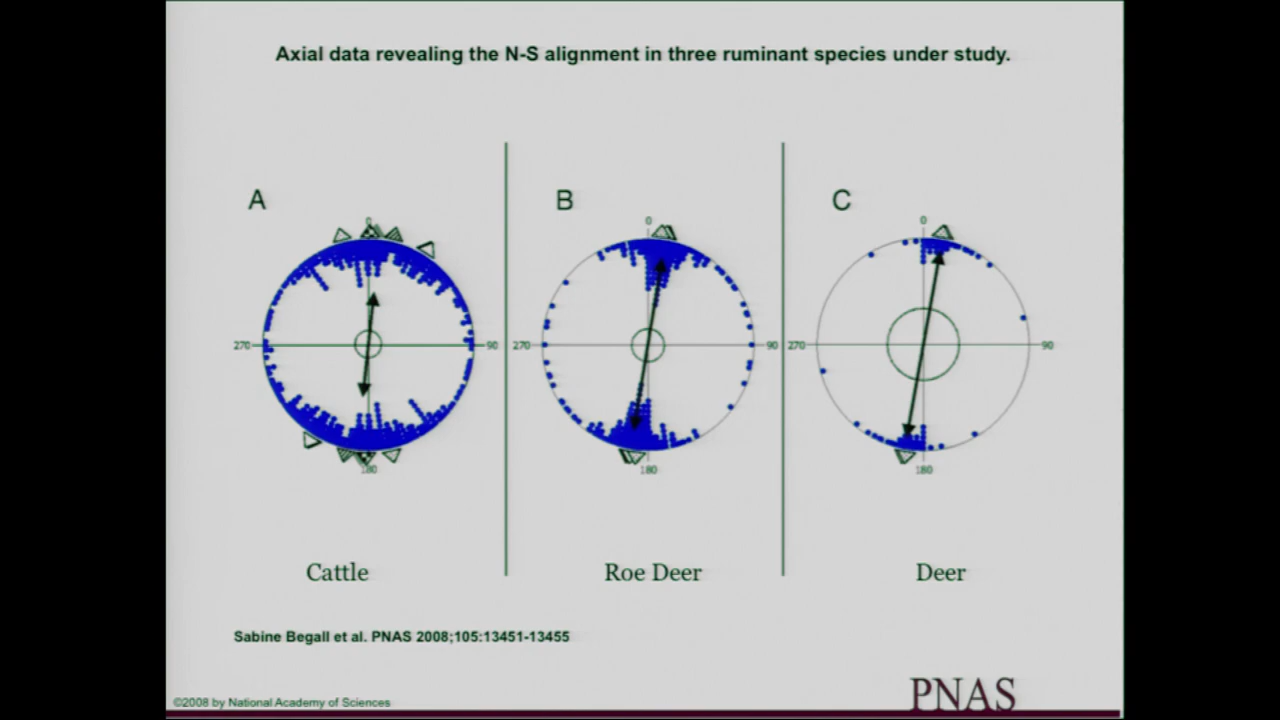 Axial data revealing the N-S alignment in three ruminant species under study.
A
B
C
0
0
0
270
90
270
90
270
90
180
180
180
Cattle
Roe Deer
Deer
Sabine Begall et al. PNAS 2008;105:13451-13455
PNAS
©2008 by National Academy of Sciences